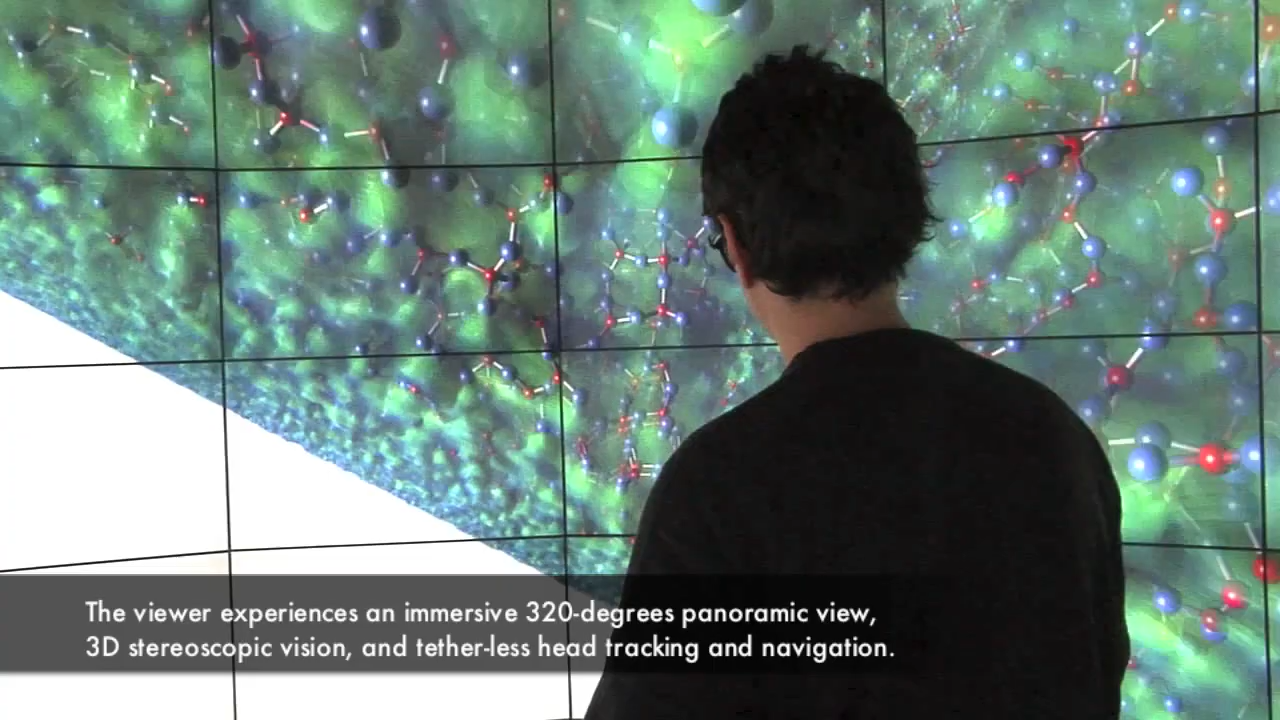 The viewer experiences an immersive 320-degrees panoramic view,
3D stereoscopic vision, and tether-less head tracking and navigation.